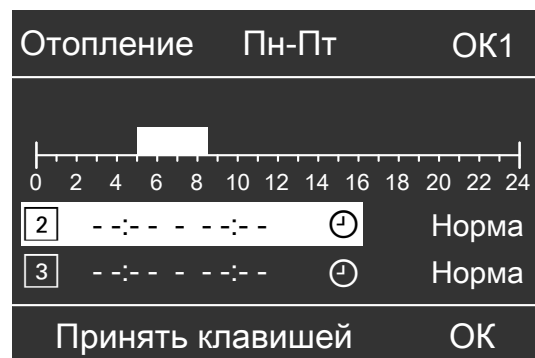 Отопление Пн-Пт ОК1
0 2 4 6 8 10 12 14 16 18 20 22 24
2 - -:- - - - -:- - Норма
3 - -:- - - - -:- - Норма
Принять клавишей ОК